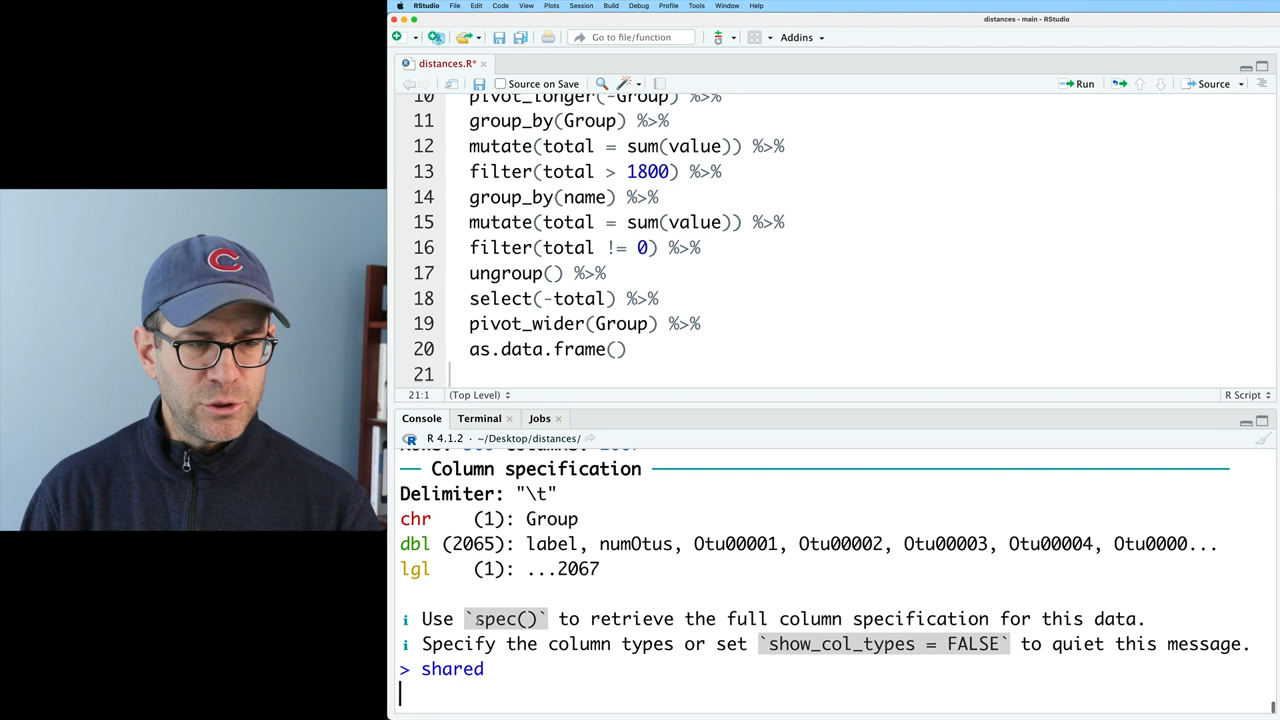 RStudio File Edit Code View Plots Session Build Debug Profile Tools Window Help
distances - main - RStudio
Go to file/function Addins
distances.R*
Source on Save Run Source
10 pivot_longer(-Group) %>%
11 group_by(Group) %>%
12 mutate(total = sum(value)) %>%
13 filter(total > 1800) %>%
14 group_by(name) %>%
15 mutate(total = sum(value)) %>%
16 filter(total != 0) %>%
17 ungroup() %>%
18 select(-total) %>%
19 pivot_wider(Group) %>%
20 as.data.frame()
21
21:1 (Top Level) R Script
Console Terminal Jobs
R 4.1.2 · ~/Desktop/distances/
── Column specification ──
Delimiter: "\t"
chr (1): Group
dbl (2065): label, numOtus, Otu00001, Otu00002, Otu00003, Otu00004, Otu0000...
lgl (1): ...2067
ℹ Use `spec()` to retrieve the full column specification for this data.
ℹ Specify the column types or set `show_col_types = FALSE` to quiet this message.
> shared
C